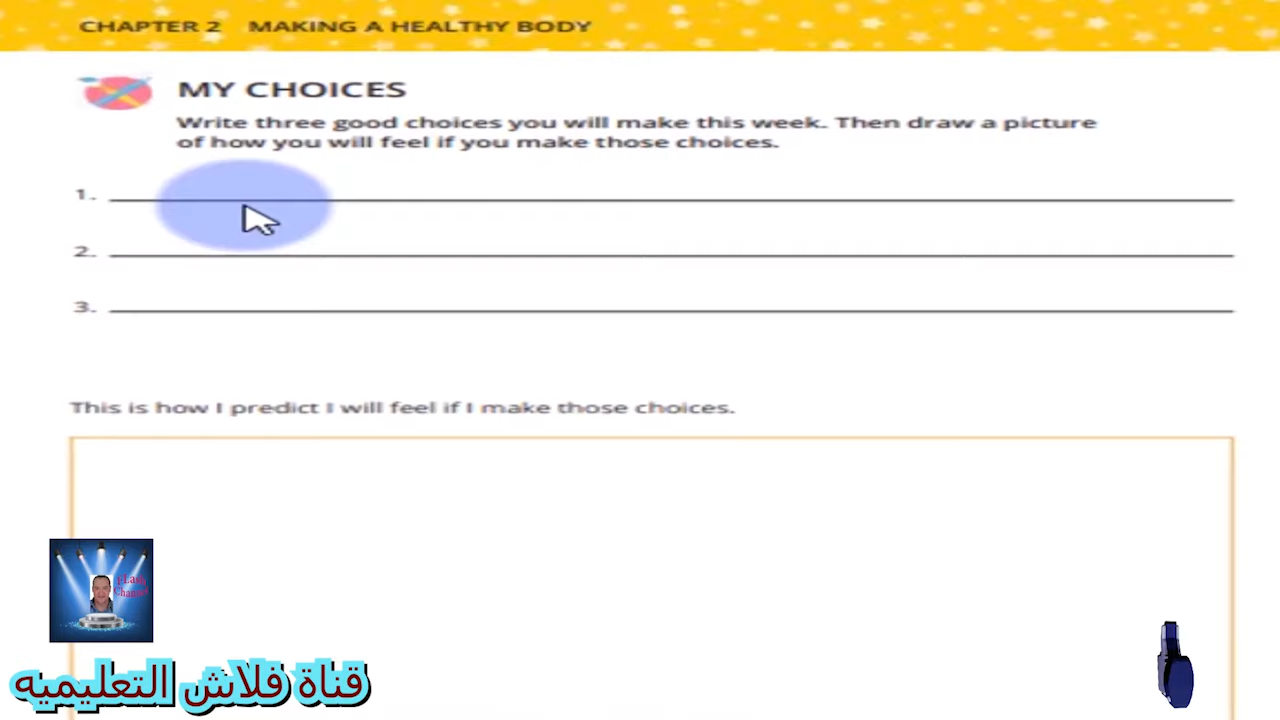 CHAPTER 2 MAKING A HEALTHY BODY
MY CHOICES
Write three good choices you will make this week. Then draw a picture
of how you will feel if you make those choices.
1.
2.
3.
This is how I predict I will feel if I make those choices.
FLash
Channel
قناة فلاش التعليميه